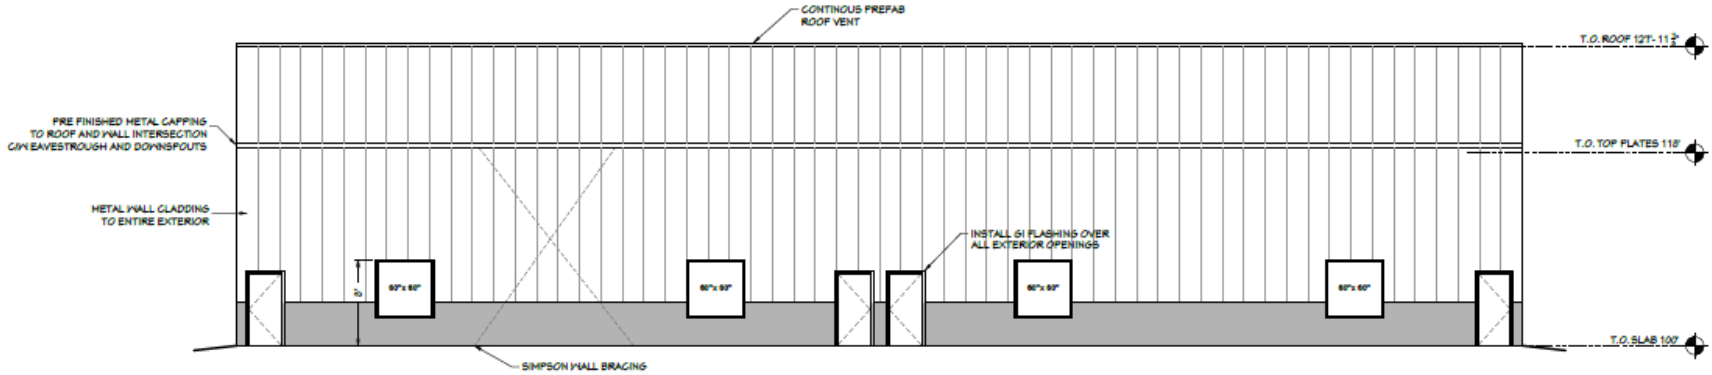 CONTINOUS PREFAB
ROOF VENT
T.O. ROOF 127'- 11 3/4"
PRE FINISHED METAL CAPPING
TO ROOF AND WALL INTERSECTION
C/W EAVESTROUGH AND DOWNSPOUTS
T.O. TOP PLATES 118'
METAL WALL CLADDING
TO ENTIRE EXTERIOR
INSTALL GI FLASHING OVER
ALL EXTERIOR OPENINGS
8'
60"x 60"
60"x 60"
60"x 60"
60"x 60"
T.O. SLAB 100'
SIMPSON WALL BRACING